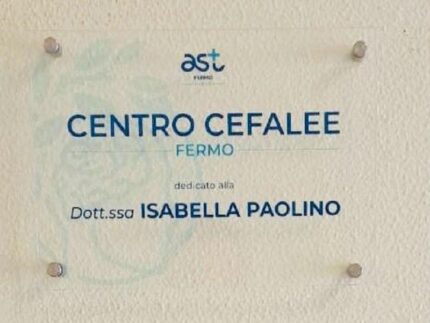 ast
FERMO
CENTRO CEFALEE
FERMO
dedicato alla
Dott.ssa ISABELLA PAOLINO